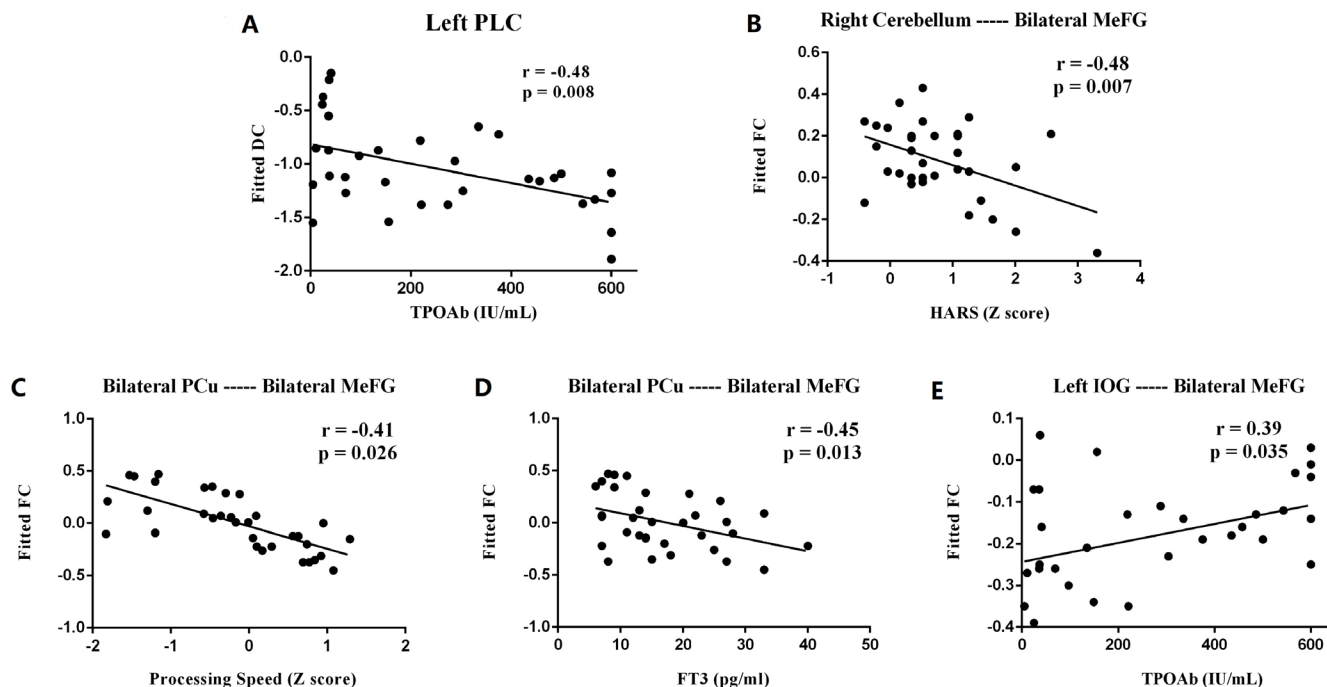 A
Left PLC
r = -0.48
p = 0.008
0.0
-0.5
-1.0
-1.5
-2.0
Fitted DC
0 200 400 600
TPOAb (IU/mL)
B
Right Cerebellum ----- Bilateral MeFG
r = -0.48
p = 0.007
0.6
0.4
0.2
0.0
-0.2
-0.4
Fitted FC
-1 0 1 2 3 4
HARS (Z score)
C
Bilateral PCu ----- Bilateral MeFG
r = -0.41
p = 0.026
1.0
0.5
0.0
-0.5
-1.0
Fitted FC
-2 -1 0 1 2
Processing Speed (Z score)
D
Bilateral PCu ----- Bilateral MeFG
r = -0.45
p = 0.013
1.0
0.5
0.0
-0.5
-1.0
Fitted FC
0 10 20 30 40 50
FT3 (pg/ml)
E
Left IOG ----- Bilateral MeFG
r = 0.39
p = 0.035
0.1
0.0
-0.1
-0.2
-0.3
-0.4
Fitted FC
0 200 400 600
TPOAb (IU/mL)